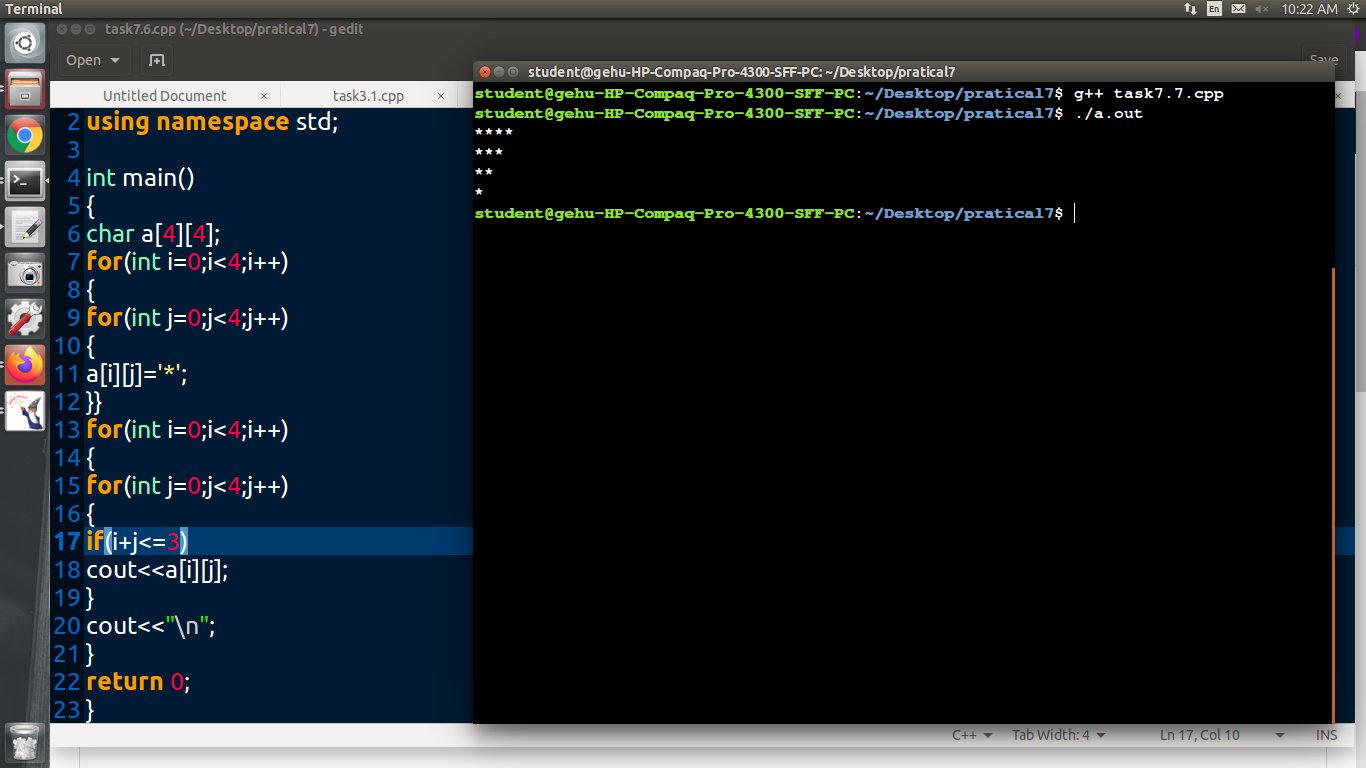 Terminal
En
10:22 AM
task7.6.cpp (~/Desktop/pratical7) - gedit
Open
Save
Untitled Document ×
task3.1.cpp ×
×
2 using namespace std;
3
4 int main()
5 {
6 char a[4][4];
7 for(int i=0;i<4;i++)
8 {
9 for(int j=0;j<4;j++)
10 {
11 a[i][j]='*';
12 }}
13 for(int i=0;i<4;i++)
14 {
15 for(int j=0;j<4;j++)
16 {
17 if(i+j<=3)
18 cout<<a[i][j];
19 }
20 cout<<"\n";
21 }
22 return 0;
23 }
student@gehu-HP-Compaq-Pro-4300-SFF-PC: ~/Desktop/pratical7
student@gehu-HP-Compaq-Pro-4300-SFF-PC:~/Desktop/pratical7$ g++ task7.7.cpp
student@gehu-HP-Compaq-Pro-4300-SFF-PC:~/Desktop/pratical7$ ./a.out
****
***
**
*
student@gehu-HP-Compaq-Pro-4300-SFF-PC:~/Desktop/pratical7$
C++ Tab Width: 4 Ln 17, Col 10 INS